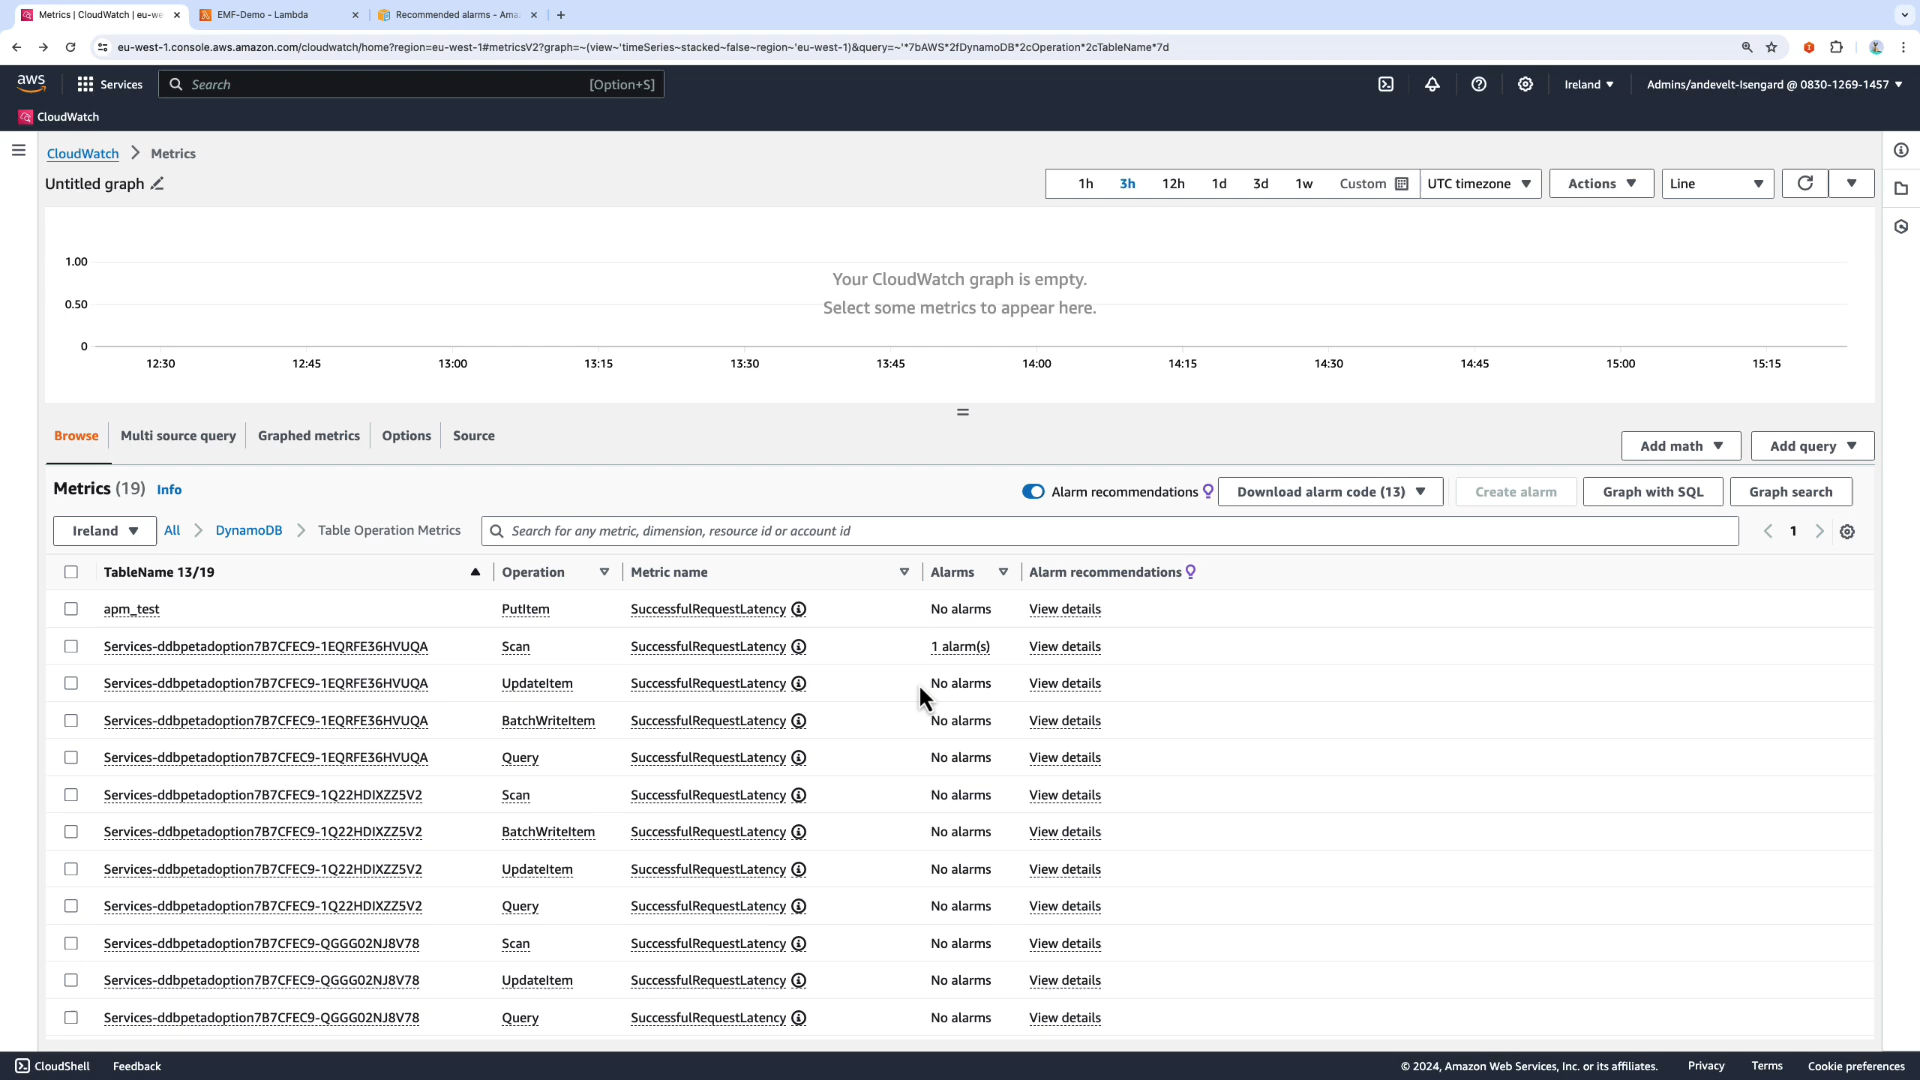 Metrics | CloudWatch | eu-we
EMF-Demo - Lambda
Recommended alarms - Ama
eu-west-1.console.aws.amazon.com/cloudwatch/home?region=eu-west-1#metricsV2?graph=~(view~'timeSeries~stacked~false~region~'eu-west-1)&query=~'*7bAWS*2fDynamoDB*2cOperation*2cTableName*7d
aws Services Search [Option+S] Ireland Admins/andevelt-Isengard @ 0830-1269-1457
CloudWatch
CloudWatch Metrics
Untitled graph 1h 3h 12h 1d 3d 1w Custom UTC timezone Actions Line
1.00
Your CloudWatch graph is empty.
0.50
Select some metrics to appear here.
0
12:30 12:45 13:00 13:15 13:30 13:45 14:00 14:15 14:30 14:45 15:00 15:15
Browse Multi source query Graphed metrics Options Source Add math Add query
Metrics (19) Info Alarm recommendations Download alarm code (13) Create alarm Graph with SQL Graph search
Ireland All DynamoDB Table Operation Metrics Search for any metric, dimension, resource id or account id 1
TableName 13/19 Operation Metric name Alarms Alarm recommendations
apm_test PutItem SuccessfulRequestLatency No alarms View details
Services-ddbpetadoption7B7CFEC9-1EQRFE36HVUQA Scan SuccessfulRequestLatency 1 alarm(s) View details
Services-ddbpetadoption7B7CFEC9-1EQRFE36HVUQA UpdateItem SuccessfulRequestLatency No alarms View details
Services-ddbpetadoption7B7CFEC9-1EQRFE36HVUQA BatchWriteItem SuccessfulRequestLatency No alarms View details
Services-ddbpetadoption7B7CFEC9-1EQRFE36HVUQA Query SuccessfulRequestLatency No alarms View details
Services-ddbpetadoption7B7CFEC9-1Q22HDIXZZ5V2 Scan SuccessfulRequestLatency No alarms View details
Services-ddbpetadoption7B7CFEC9-1Q22HDIXZZ5V2 BatchWriteItem SuccessfulRequestLatency No alarms View details
Services-ddbpetadoption7B7CFEC9-1Q22HDIXZZ5V2 UpdateItem SuccessfulRequestLatency No alarms View details
Services-ddbpetadoption7B7CFEC9-1Q22HDIXZZ5V2 Query SuccessfulRequestLatency No alarms View details
Services-ddbpetadoption7B7CFEC9-QGGG02NJ8V78 Scan SuccessfulRequestLatency No alarms View details
Services-ddbpetadoption7B7CFEC9-QGGG02NJ8V78 UpdateItem SuccessfulRequestLatency No alarms View details
Services-ddbpetadoption7B7CFEC9-QGGG02NJ8V78 Query SuccessfulRequestLatency No alarms View details
CloudShell Feedback © 2024, Amazon Web Services, Inc. or its affiliates. Privacy Terms Cookie preferences